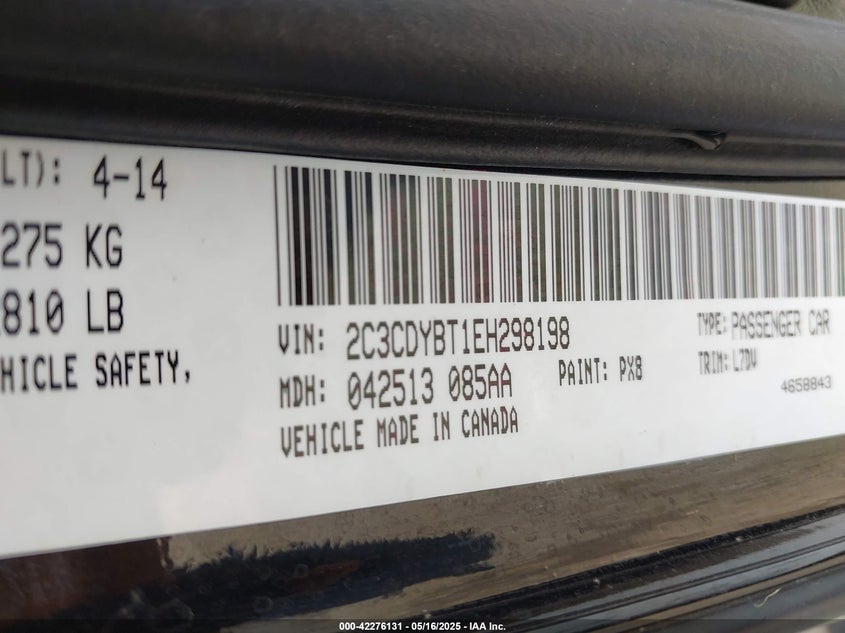 LT): 4-14
275 KG
810 LB
HICLE SAFETY,
VIN: 2C3CDYBT1EH298198
TYPE: PASSENGER CAR
MDH: 042513 085AA
PAINT: PX8
TRIM: L7DV
4658843
VEHICLE MADE IN CANADA
000-42276131 - 05/16/2025 - IAA Inc.